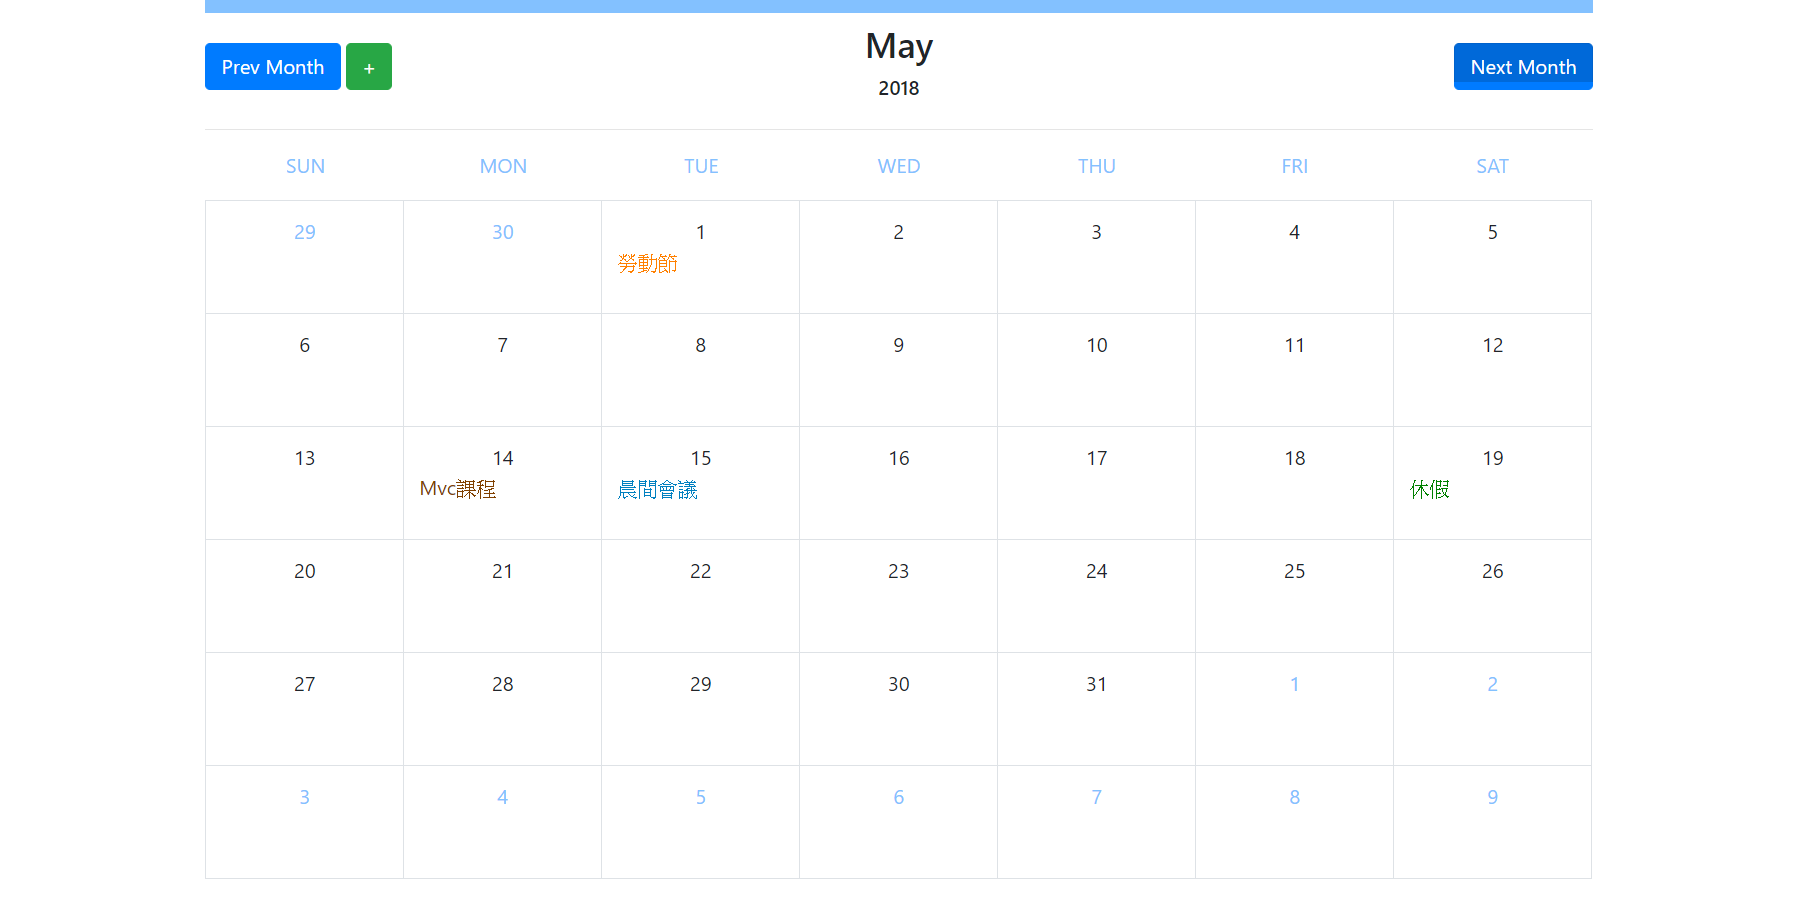 Prev Month + May Next Month
2018
SUN MON TUE WED THU FRI SAT
29 30 1 2 3 4 5
勞動節
6 7 8 9 10 11 12
13 14 15 16 17 18 19
Mvc課程 晨間會議 休假
20 21 22 23 24 25 26
27 28 29 30 31 1 2
3 4 5 6 7 8 9